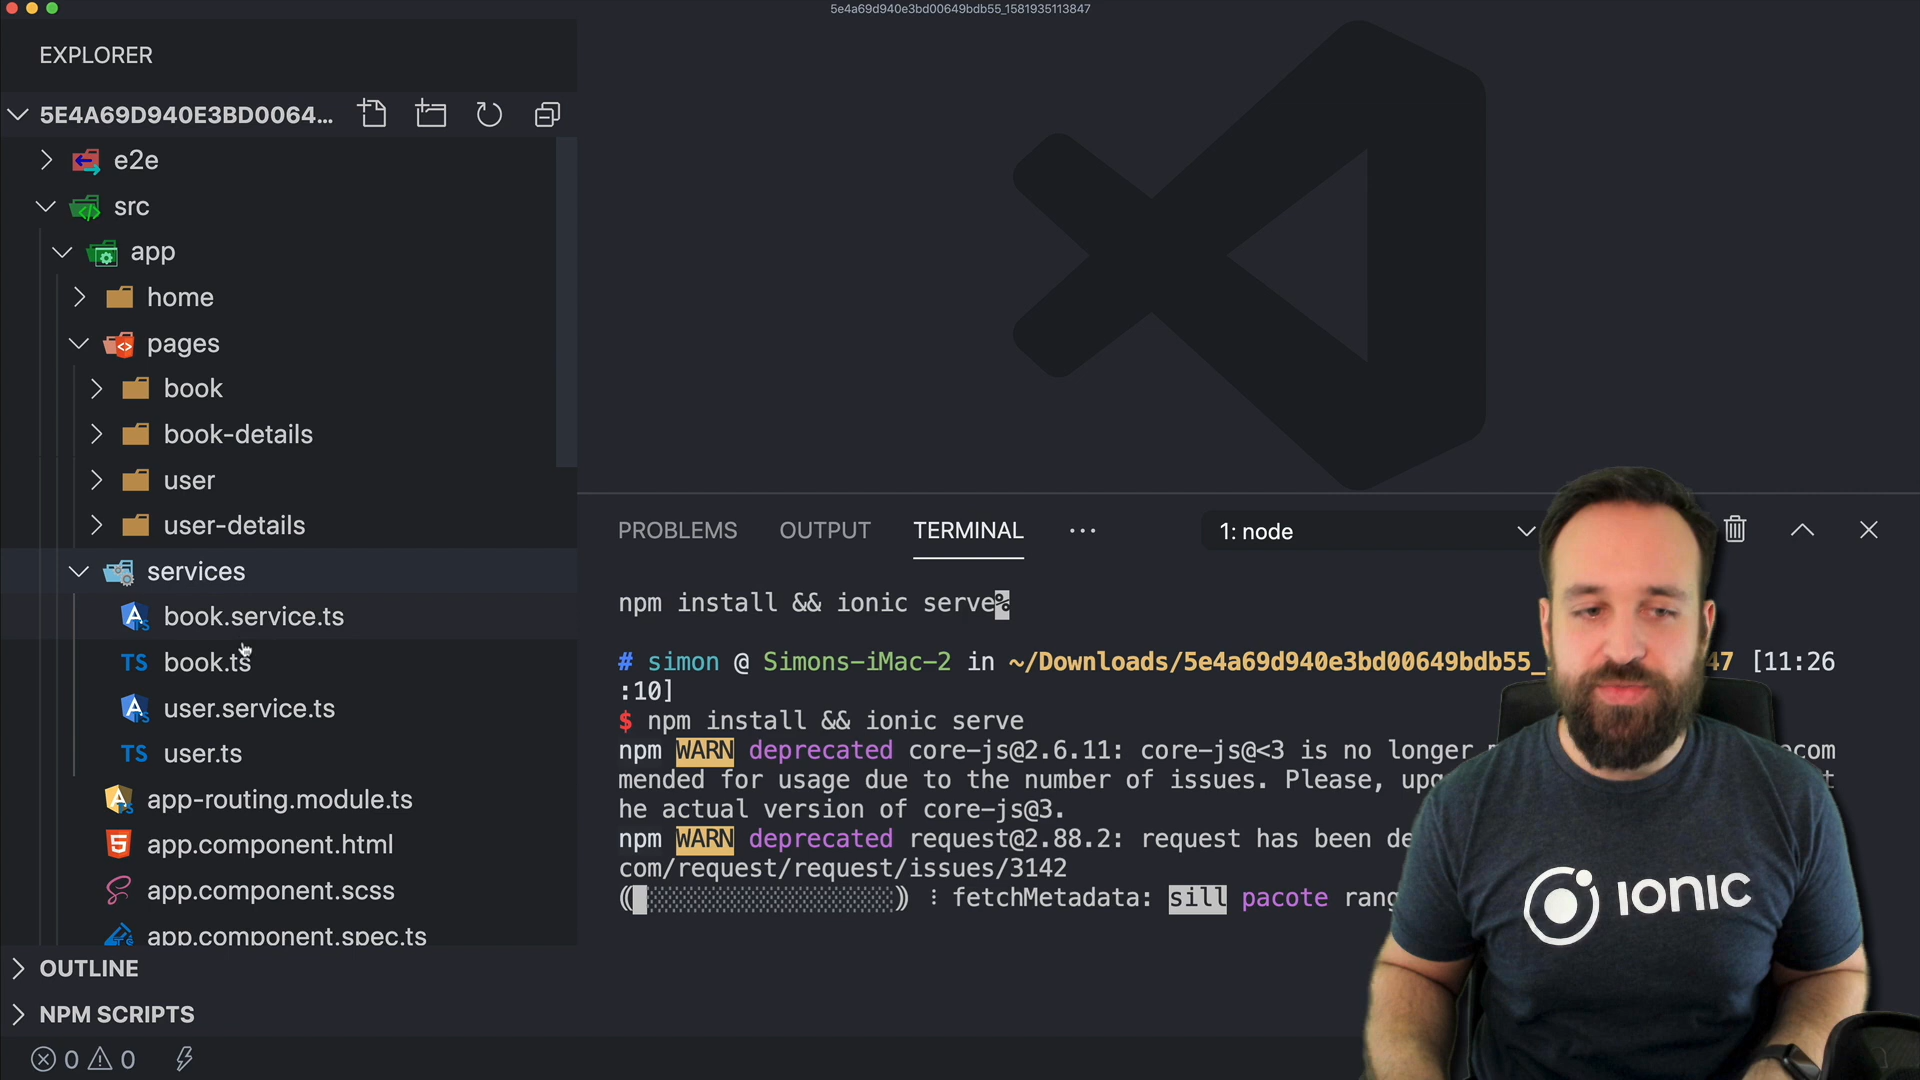 5e4a69d940e3bd00649bdb55_1581935113847
EXPLORER
5E4A69D940E3BD0064...
e2e
src
app
home
pages
book
book-details
user
user-details
services
book.service.ts
book.ts
user.service.ts
user.ts
app-routing.module.ts
app.component.html
app.component.scss
app.component.spec.ts
OUTLINE
NPM SCRIPTS
0 0
PROBLEMS OUTPUT TERMINAL ... 1: node
npm install && ionic serve%
# simon @ Simons-iMac-2 in ~/Downloads/5e4a69d940e3bd00649bdb55_ 47 [11:26
:10]
$ npm install && ionic serve
npm WARN deprecated core-js@2.6.11: core-js@<3 is no longer ecom
mended for usage due to the number of issues. Please, upg t
he actual version of core-js@3.
npm WARN deprecated request@2.88.2: request has been de
com/request/request/issues/3142
(░░░░░░░░░░░░░░░░░░) ⠸ fetchMetadata: sill pacote rang
IONIC